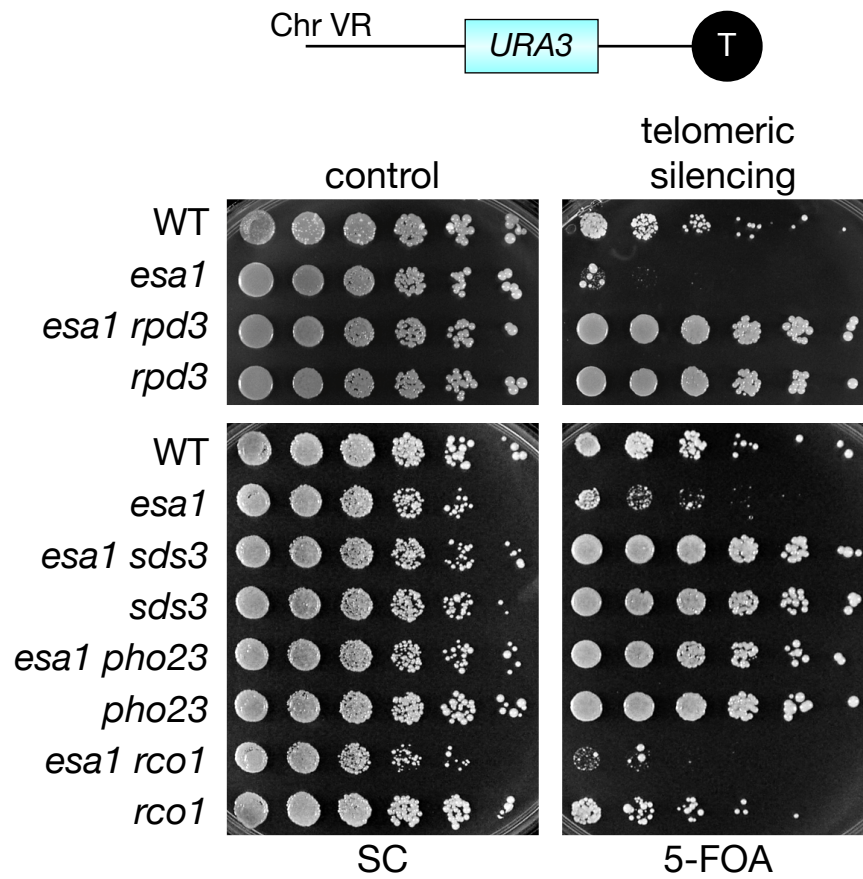 Chr VR
URA3
T
telomeric
control silencing
WT
esa1
esa1 rpd3
rpd3
WT
esa1
esa1 sds3
sds3
esa1 pho23
pho23
esa1 rco1
rco1
SC 5-FOA